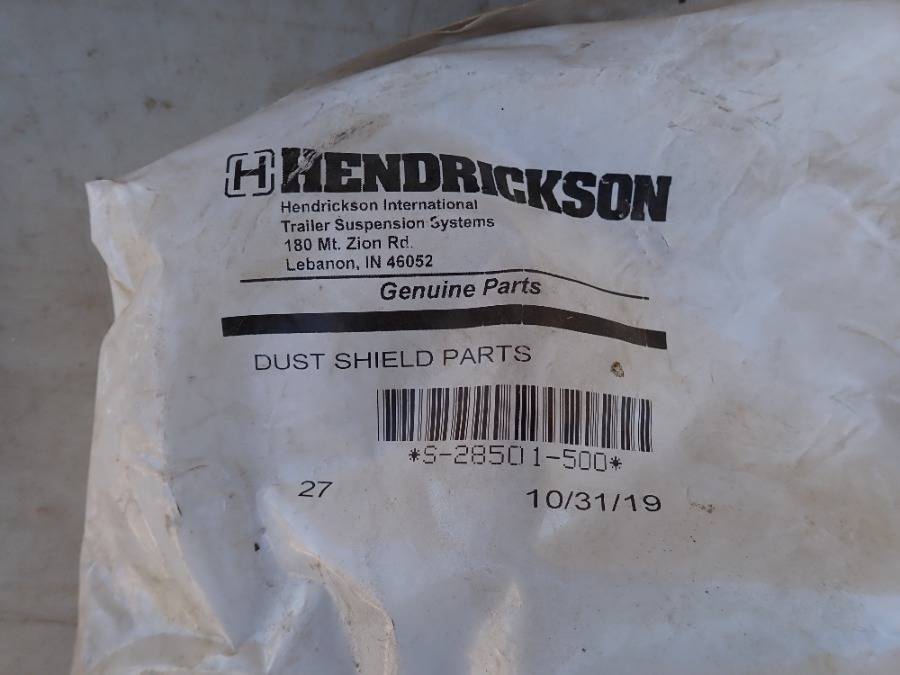 H HENDRICKSON
Hendrickson International
Trailer Suspension Systems
180 Mt. Zion Rd.
Lebanon, IN 46052
Genuine Parts
DUST SHIELD PARTS
*S-28501-500*
27 10/31/19